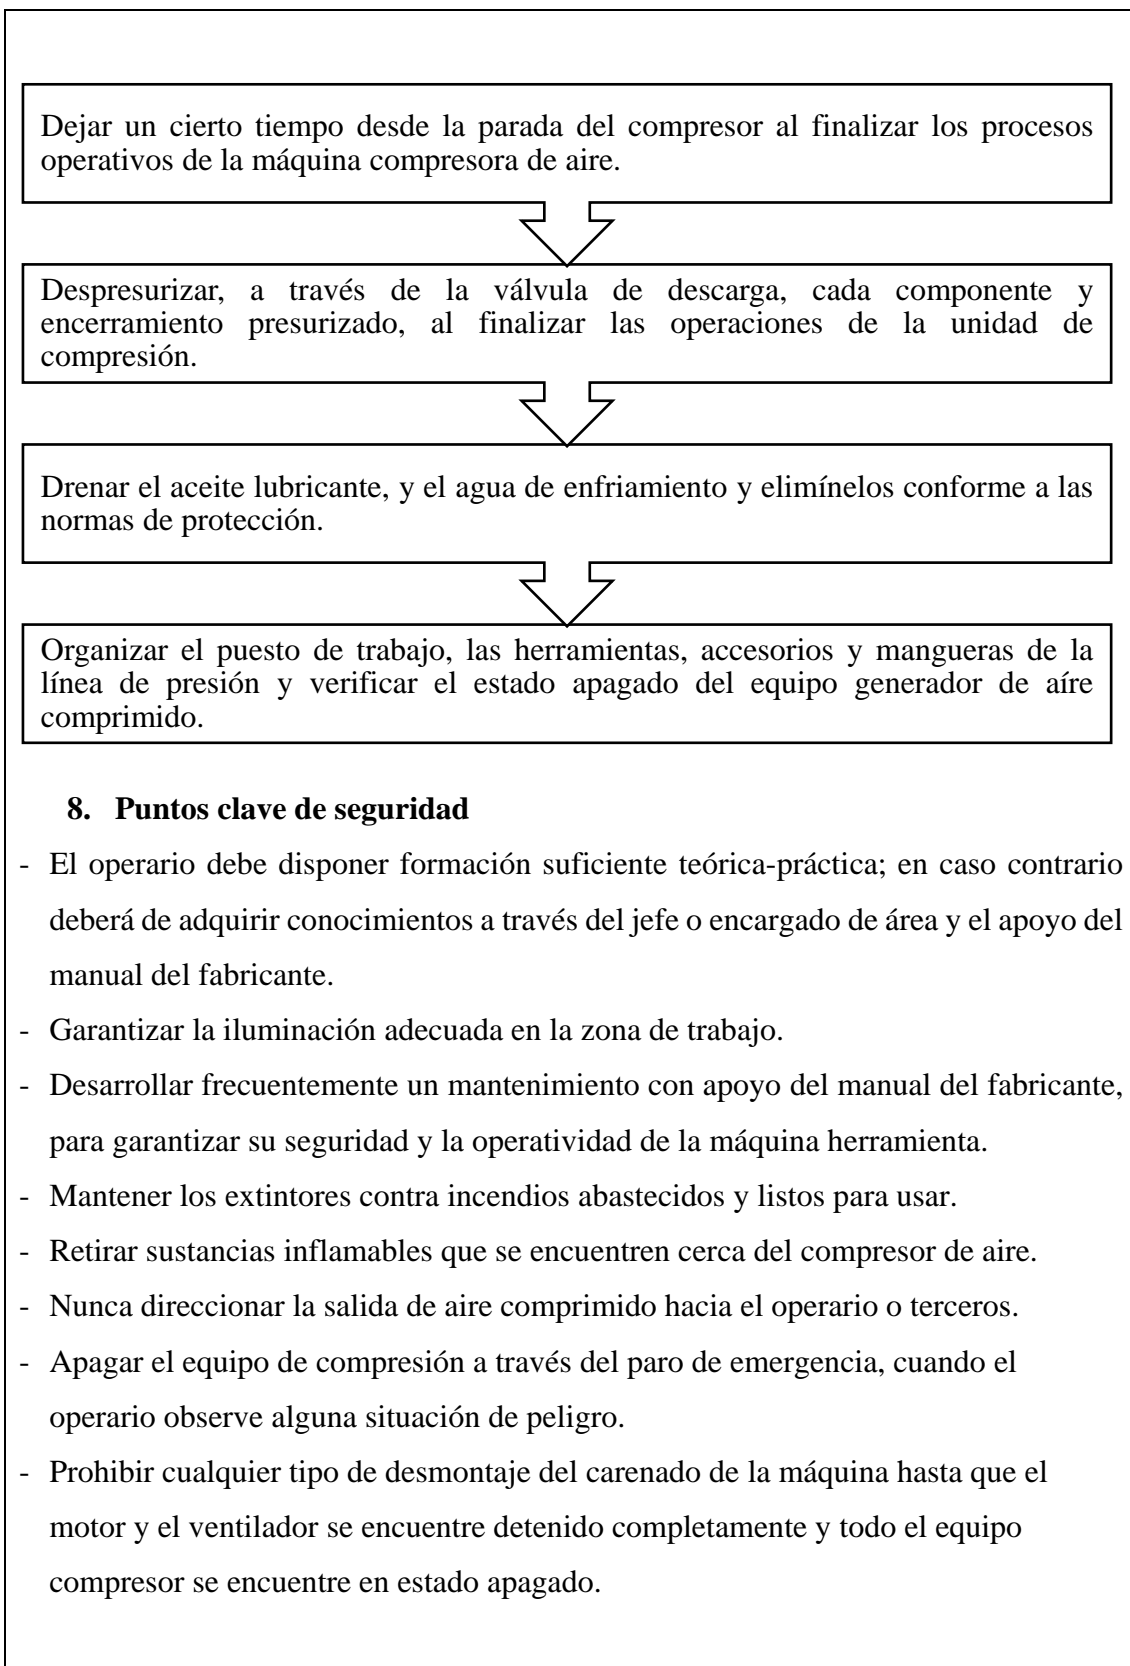 Dejar un cierto tiempo desde la parada del compresor al finalizar los procesos
operativos de la máquina compresora de aire.
Despresurizar, a través de la válvula de descarga, cada componente y
encerramiento presurizado, al finalizar las operaciones de la unidad de
compresión.
Drenar el aceite lubricante, y el agua de enfriamiento y elimínelos conforme a las
normas de protección.
Organizar el puesto de trabajo, las herramientas, accesorios y mangueras de la
línea de presión y verificar el estado apagado del equipo generador de aíre
comprimido.
8. Puntos clave de seguridad
- El operario debe disponer formación suficiente teórica-práctica; en caso contrario
deberá de adquirir conocimientos a través del jefe o encargado de área y el apoyo del
manual del fabricante.
- Garantizar la iluminación adecuada en la zona de trabajo.
- Desarrollar frecuentemente un mantenimiento con apoyo del manual del fabricante,
para garantizar su seguridad y la operatividad de la máquina herramienta.
- Mantener los extintores contra incendios abastecidos y listos para usar.
- Retirar sustancias inflamables que se encuentren cerca del compresor de aire.
- Nunca direccionar la salida de aire comprimido hacia el operario o terceros.
- Apagar el equipo de compresión a través del paro de emergencia, cuando el
operario observe alguna situación de peligro.
- Prohibir cualquier tipo de desmontaje del carenado de la máquina hasta que el
motor y el ventilador se encuentre detenido completamente y todo el equipo
compresor se encuentre en estado apagado.